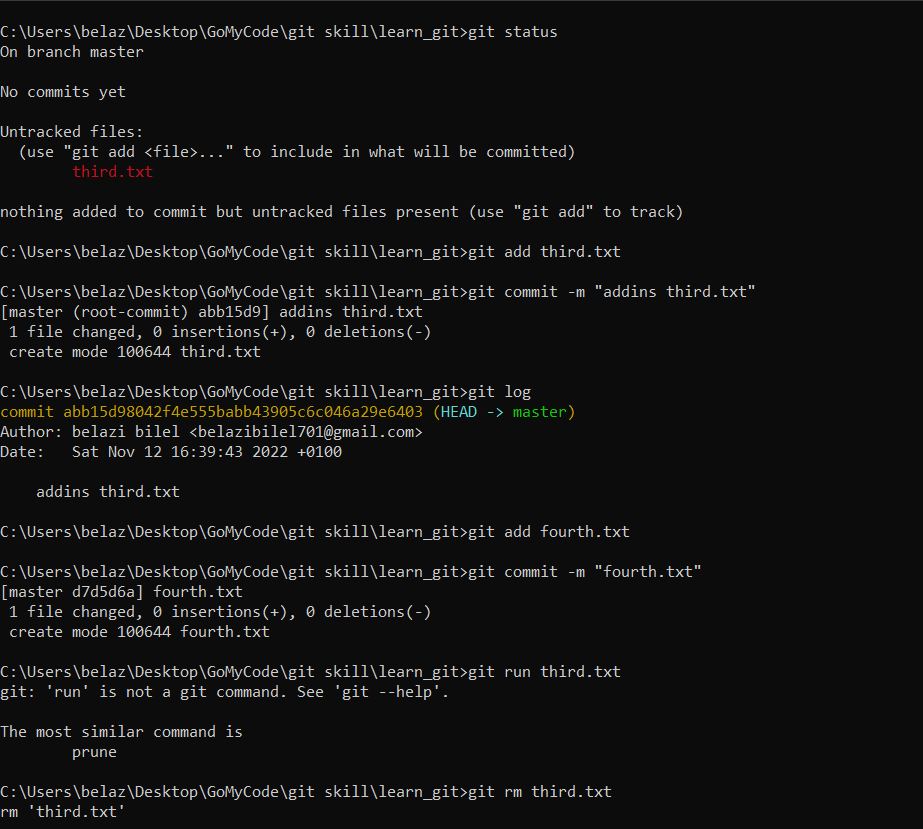 C:\Users\belaz\Desktop\GoMyCode\git skill\learn_git>git status
On branch master
No commits yet
Untracked files:
  (use "git add <file>..." to include in what will be committed)
        third.txt
nothing added to commit but untracked files present (use "git add" to track)
C:\Users\belaz\Desktop\GoMyCode\git skill\learn_git>git add third.txt
C:\Users\belaz\Desktop\GoMyCode\git skill\learn_git>git commit -m "addins third.txt"
[master (root-commit) abb15d9] addins third.txt
 1 file changed, 0 insertions(+), 0 deletions(-)
 create mode 100644 third.txt
C:\Users\belaz\Desktop\GoMyCode\git skill\learn_git>git log
commit abb15d98042f4e555babb43905c6c046a29e6403 (HEAD -> master)
Author: belazi bilel <belazibilel701@gmail.com>
Date:   Sat Nov 12 16:39:43 2022 +0100
    addins third.txt
C:\Users\belaz\Desktop\GoMyCode\git skill\learn_git>git add fourth.txt
C:\Users\belaz\Desktop\GoMyCode\git skill\learn_git>git commit -m "fourth.txt"
[master d7d5d6a] fourth.txt
 1 file changed, 0 insertions(+), 0 deletions(-)
 create mode 100644 fourth.txt
C:\Users\belaz\Desktop\GoMyCode\git skill\learn_git>git run third.txt
git: 'run' is not a git command. See 'git --help'.
The most similar command is
        prune
C:\Users\belaz\Desktop\GoMyCode\git skill\learn_git>git rm third.txt
rm 'third.txt'